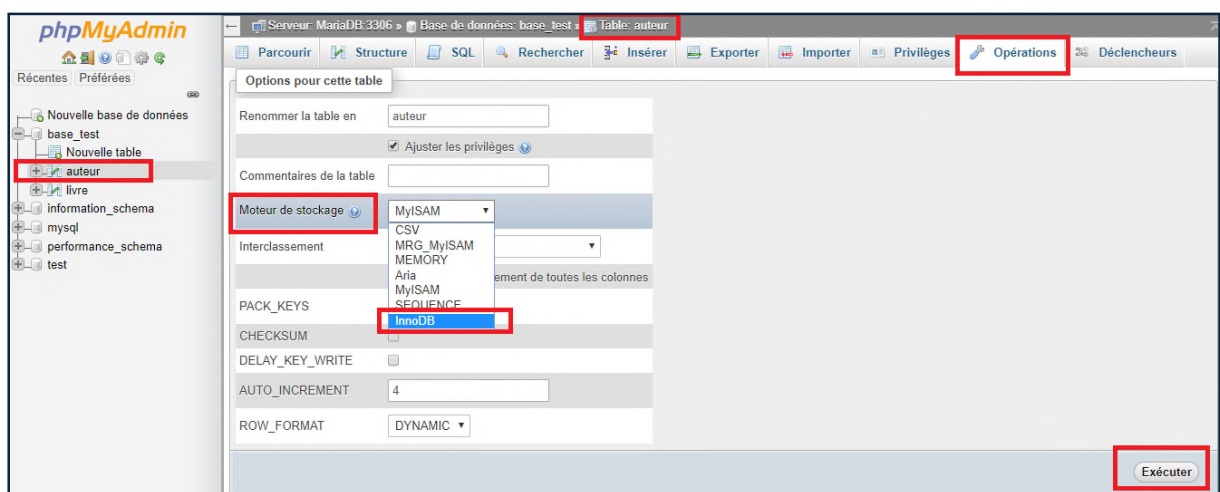 phpMyAdmin
Récentes Préférées
Nouvelle base de données
base_test
Nouvelle table
auteur
livre
information_schema
mysql
performance_schema
test
Serveur: MariaDB:3306 » Base de données: base_test » Table: auteur
Parcourir Structure SQL Rechercher Insérer Exporter Importer Privilèges Opérations Déclencheurs
Options pour cette table
Renommer la table en auteur
Ajuster les privilèges
Commentaires de la table
Moteur de stockage MyISAM
CSV
MRG_MyISAM
MEMORY
Aria
MyISAM
SEQUENCE
InnoDB
Interclassement
ement de toutes les colonnes
PACK_KEYS
CHECKSUM
DELAY_KEY_WRITE
AUTO_INCREMENT 4
ROW_FORMAT DYNAMIC
Exécuter